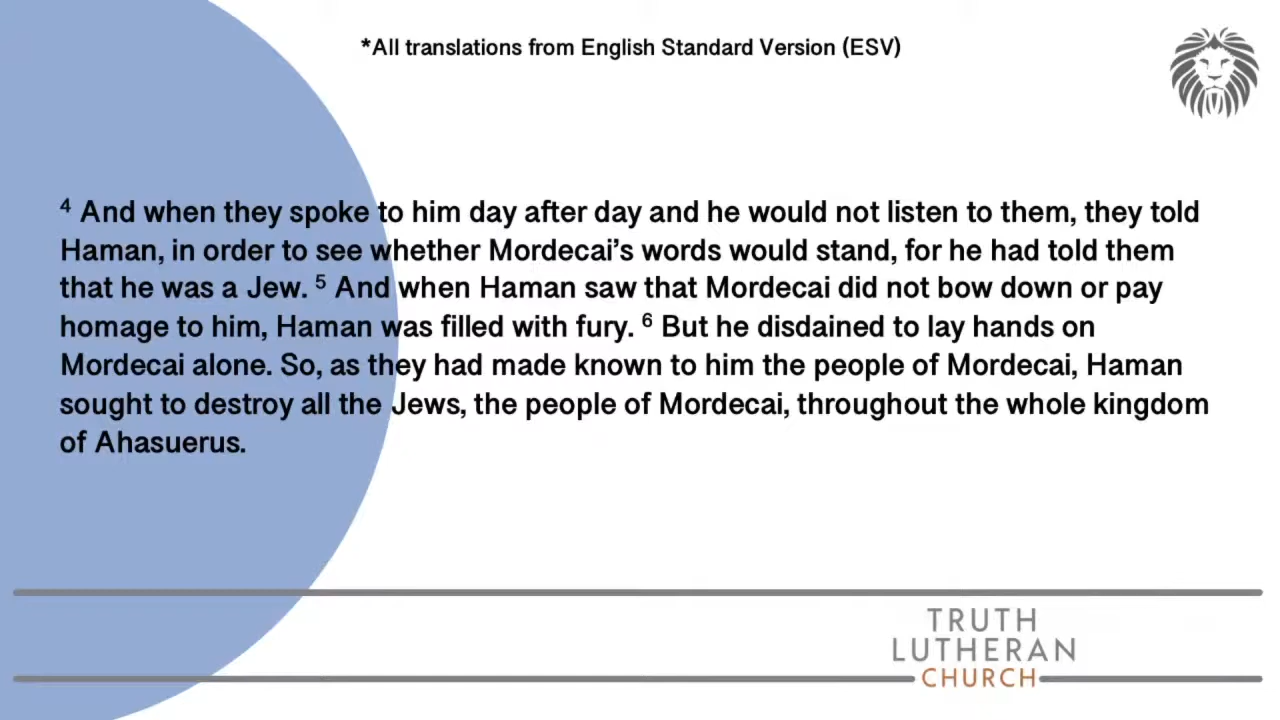 *All translations from English Standard Version (ESV)
⁴ And when they spoke to him day after day and he would not listen to them, they told
Haman, in order to see whether Mordecai’s words would stand, for he had told them
that he was a Jew. ⁵ And when Haman saw that Mordecai did not bow down or pay
homage to him, Haman was filled with fury. ⁶ But he disdained to lay hands on
Mordecai alone. So, as they had made known to him the people of Mordecai, Haman
sought to destroy all the Jews, the people of Mordecai, throughout the whole kingdom
of Ahasuerus.
TRUTH
LUTHERAN
CHURCH